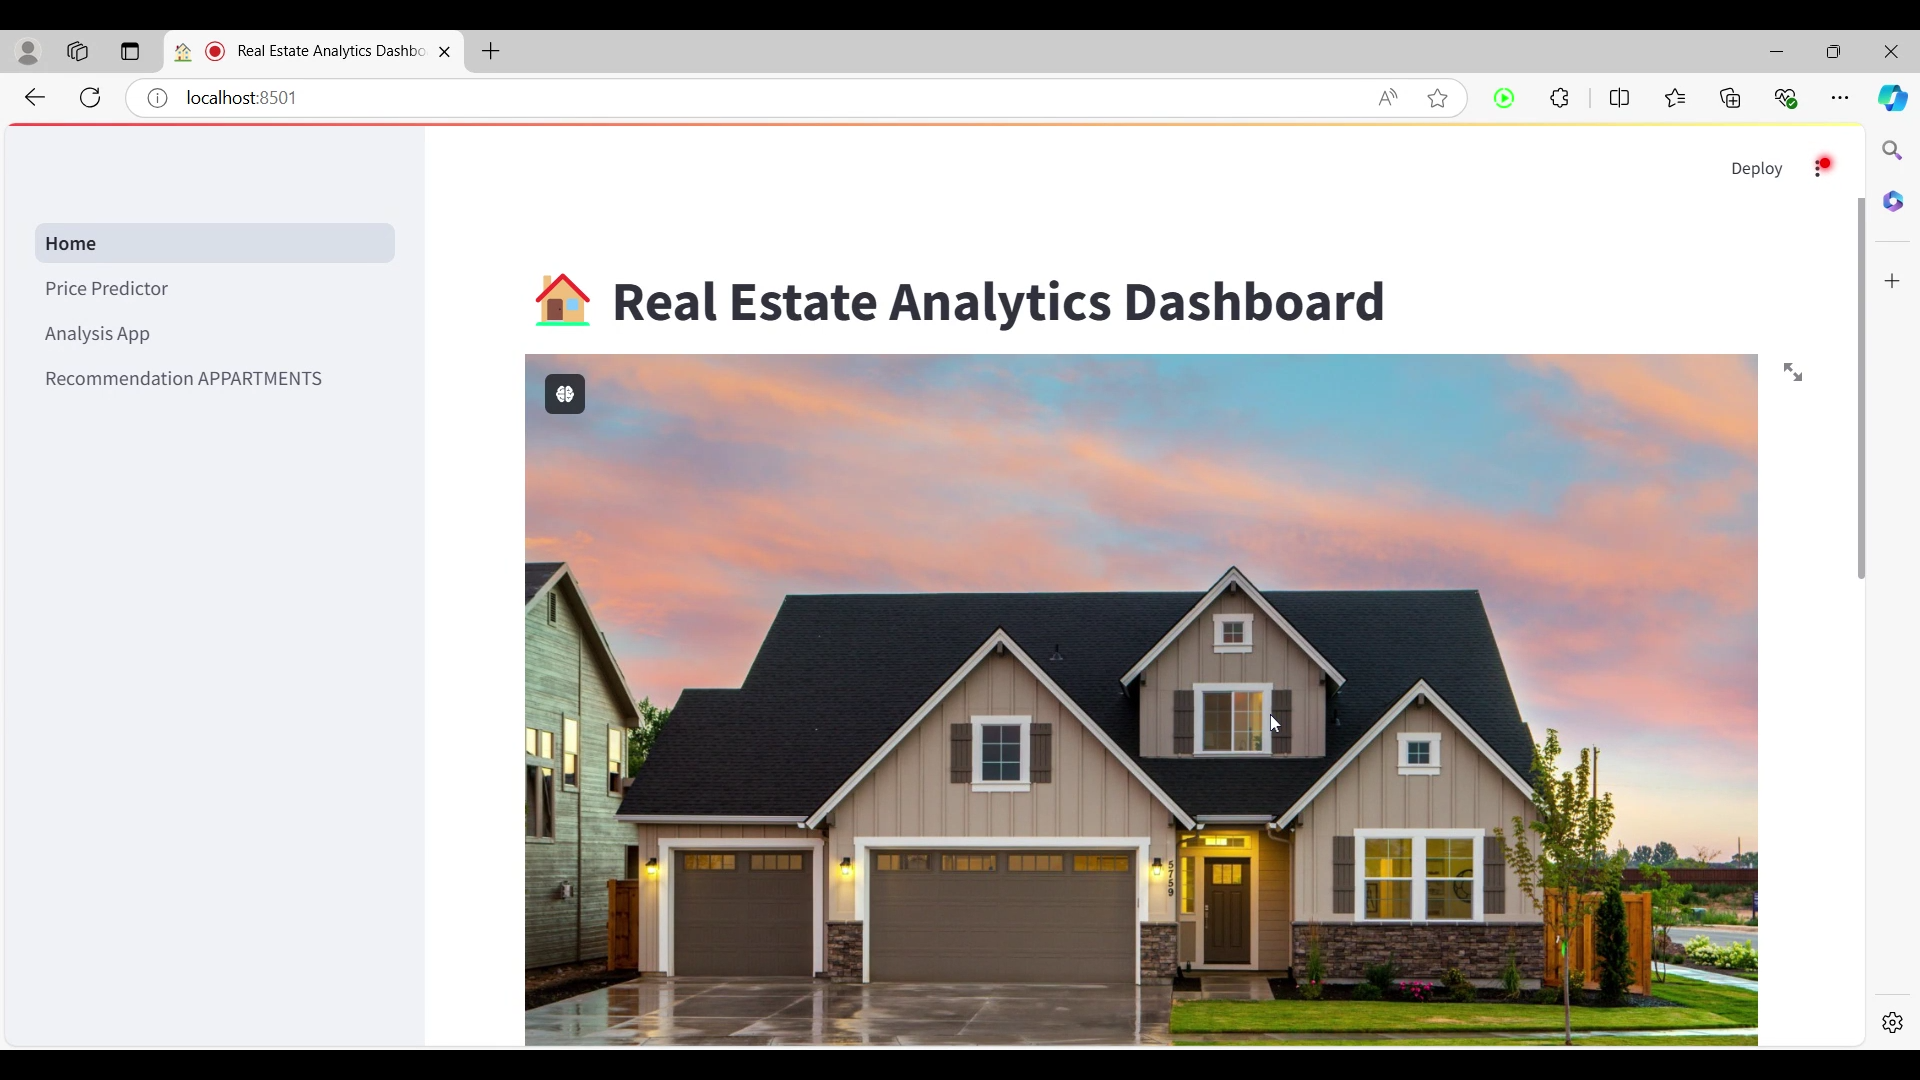 Real Estate Analytics Dashbo
localhost:8501
Deploy
Home
Price Predictor
Analysis App
Recommendation APPARTMENTS
Real Estate Analytics Dashboard
5759